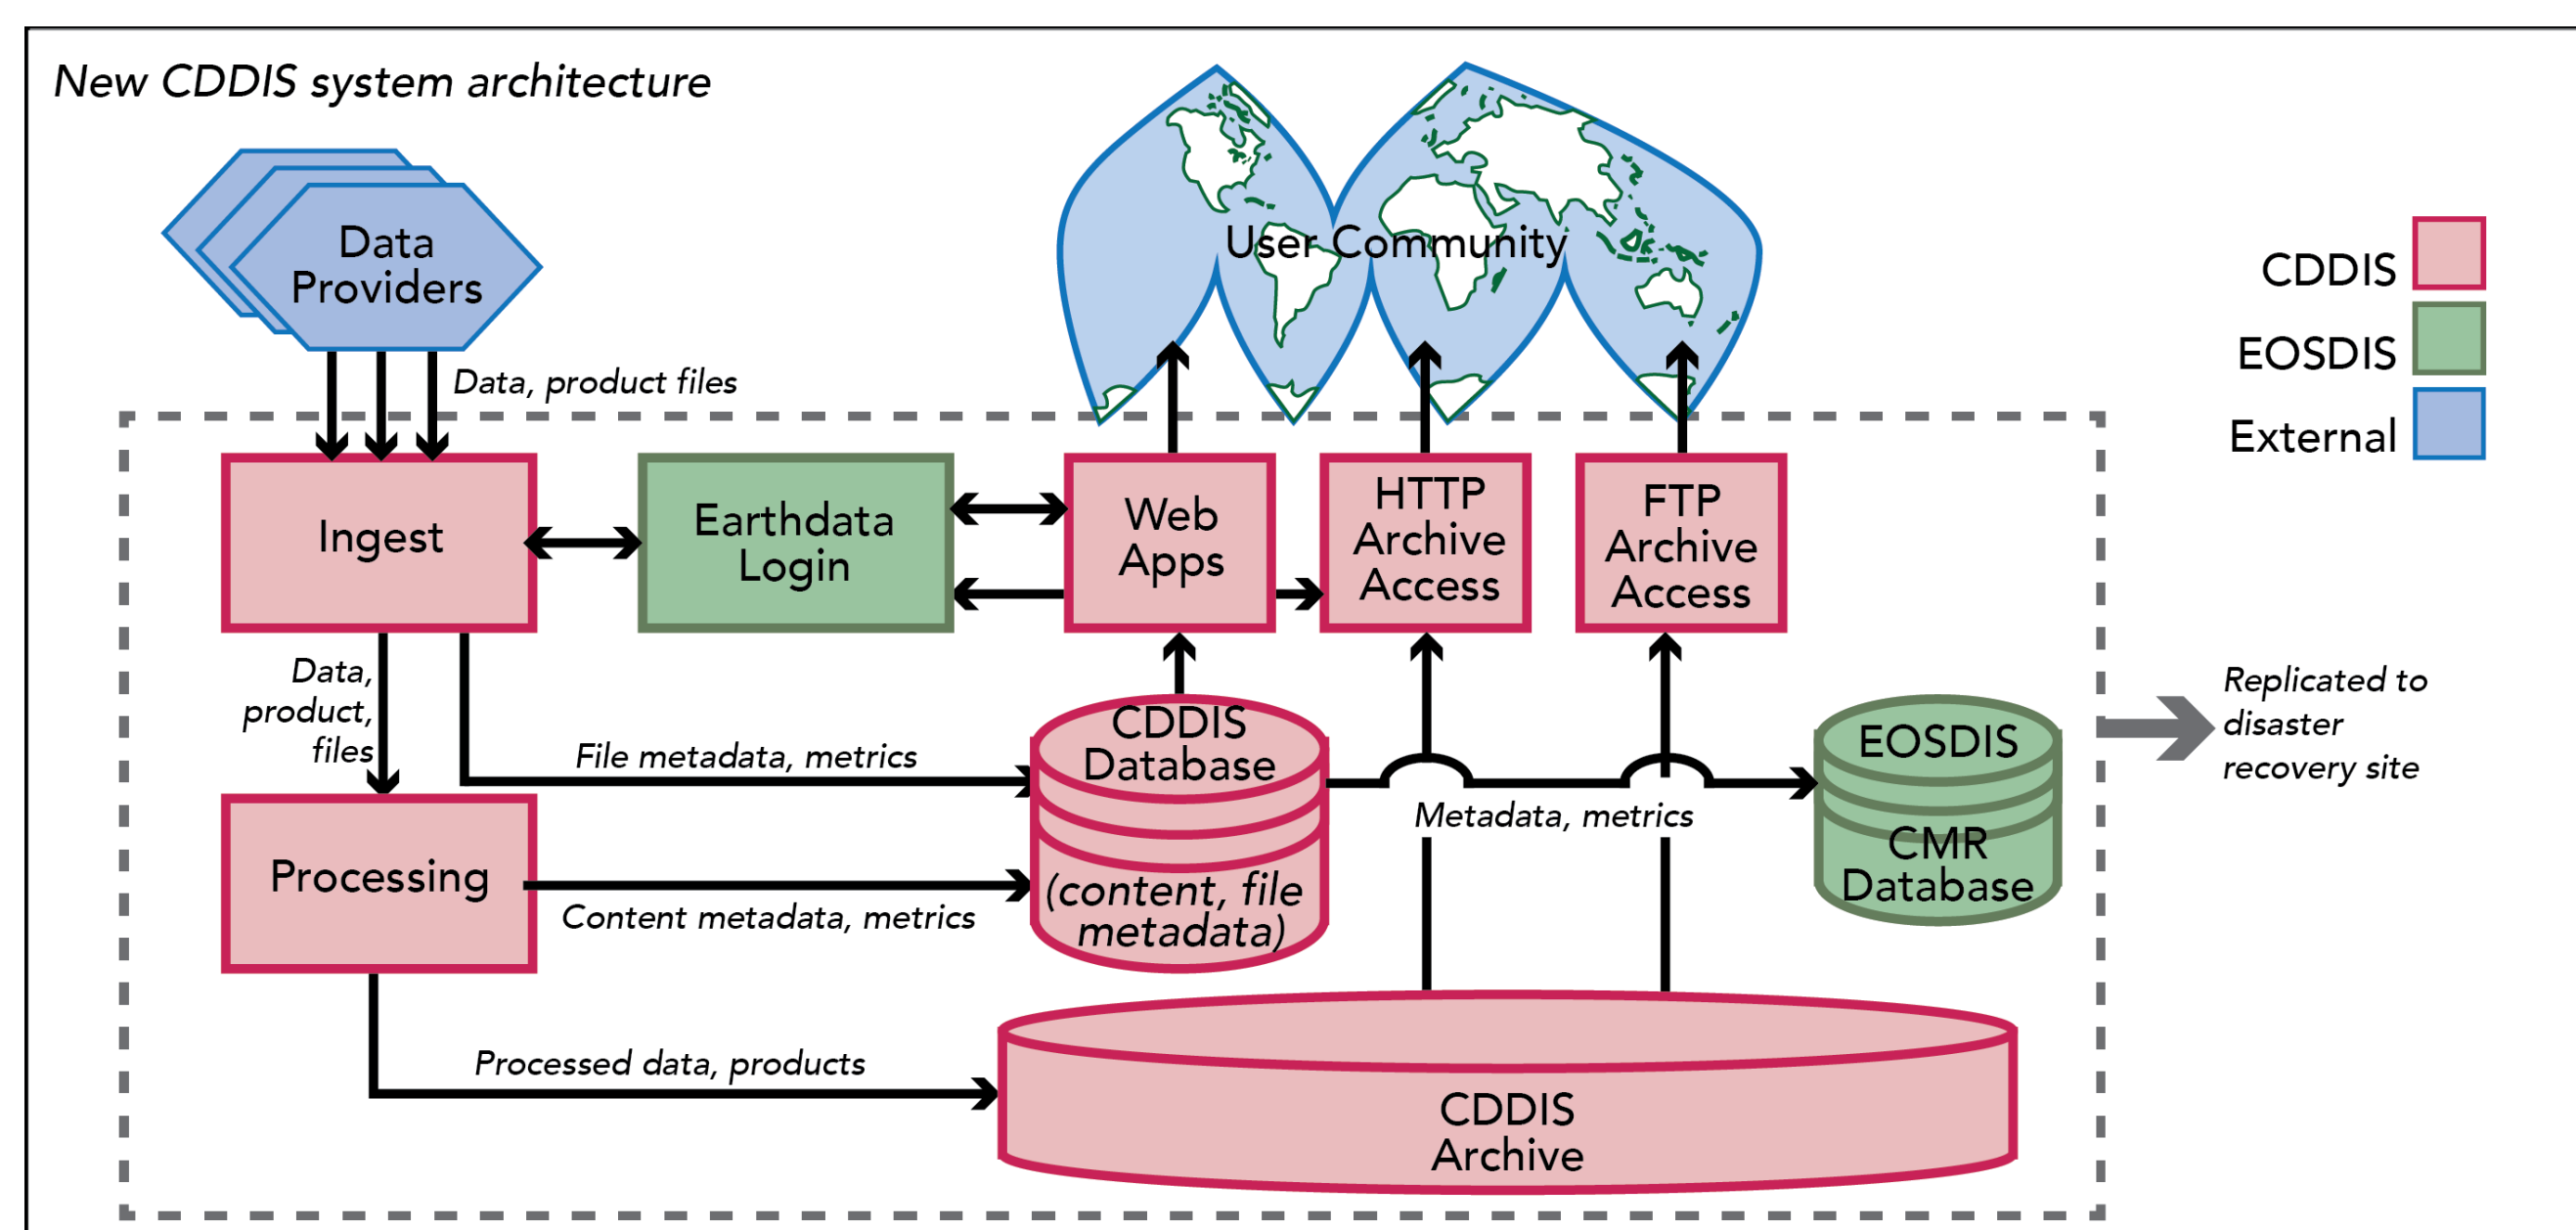 New CDDIS system architecture
Data
Providers
User Community
CDDIS
EOSDIS
External
Data, product files
Ingest
Earthdata
Login
Web
Apps
HTTP
Archive
Access
FTP
Archive
Access
Data,
product,
files
File metadata, metrics
CDDIS
Database
(content, file
metadata)
Metadata, metrics
EOSDIS
CMR
Database
Replicated to
disaster
recovery site
Processing
Content metadata, metrics
Processed data, products
CDDIS
Archive